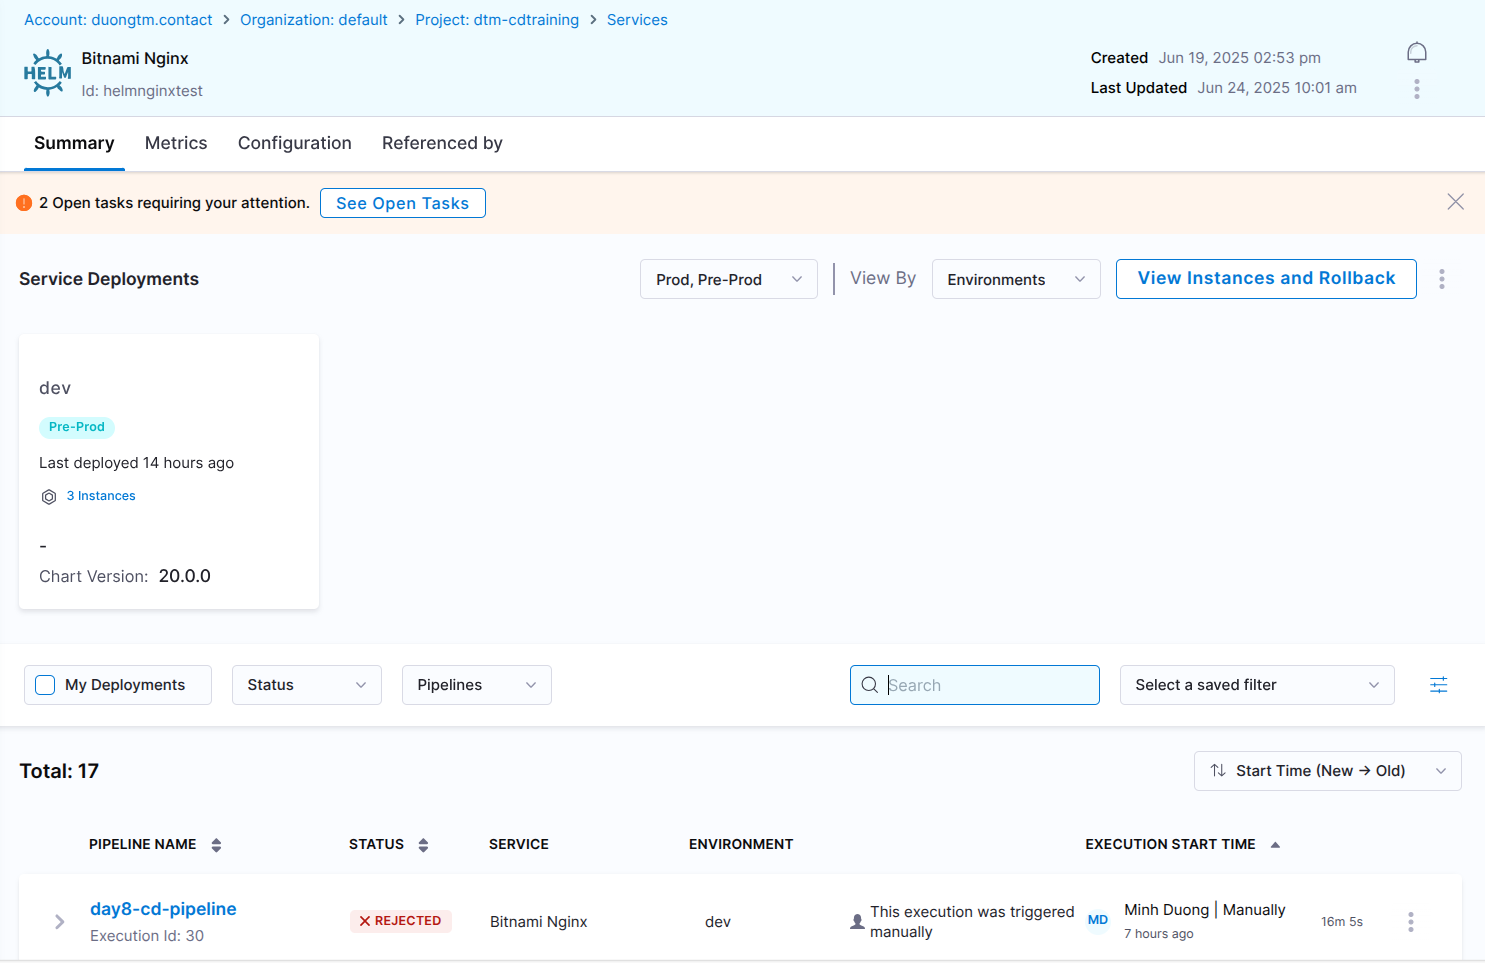 Account: duongtm.contact > Organization: default > Project: dtm-cdtraining > Services
HELM
Bitnami Nginx
Id: helmnginxtest
Created Jun 19, 2025 02:53 pm
Last Updated Jun 24, 2025 10:01 am
Summary Metrics Configuration Referenced by
2 Open tasks requiring your attention. See Open Tasks
Service Deployments Prod, Pre-Prod View By Environments View Instances and Rollback
dev
Pre-Prod
Last deployed 14 hours ago
3 Instances
-
Chart Version: 20.0.0
My Deployments Status Pipelines Search Select a saved filter
Total: 17 Start Time (New → Old)
PIPELINE NAME STATUS SERVICE ENVIRONMENT EXECUTION START TIME
day8-cd-pipeline
Execution Id: 30
REJECTED
Bitnami Nginx
dev
This execution was triggered
manually
MD
Minh Duong | Manually
7 hours ago
16m 5s